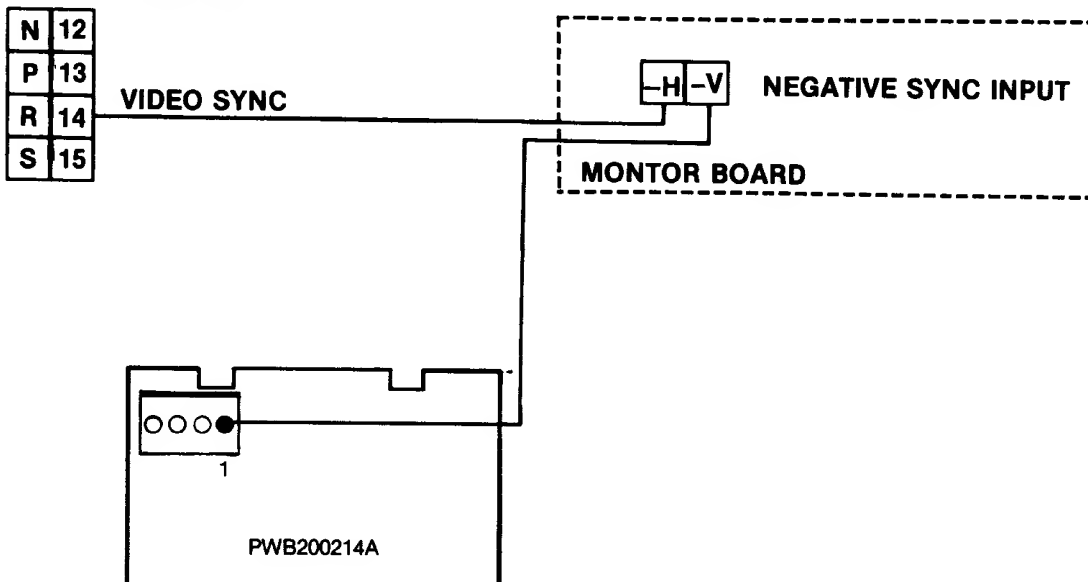 N 12
P 13
R 14
S 15
VIDEO SYNC
–H –V
NEGATIVE SYNC INPUT
MONTOR BOARD
1
PWB200214A